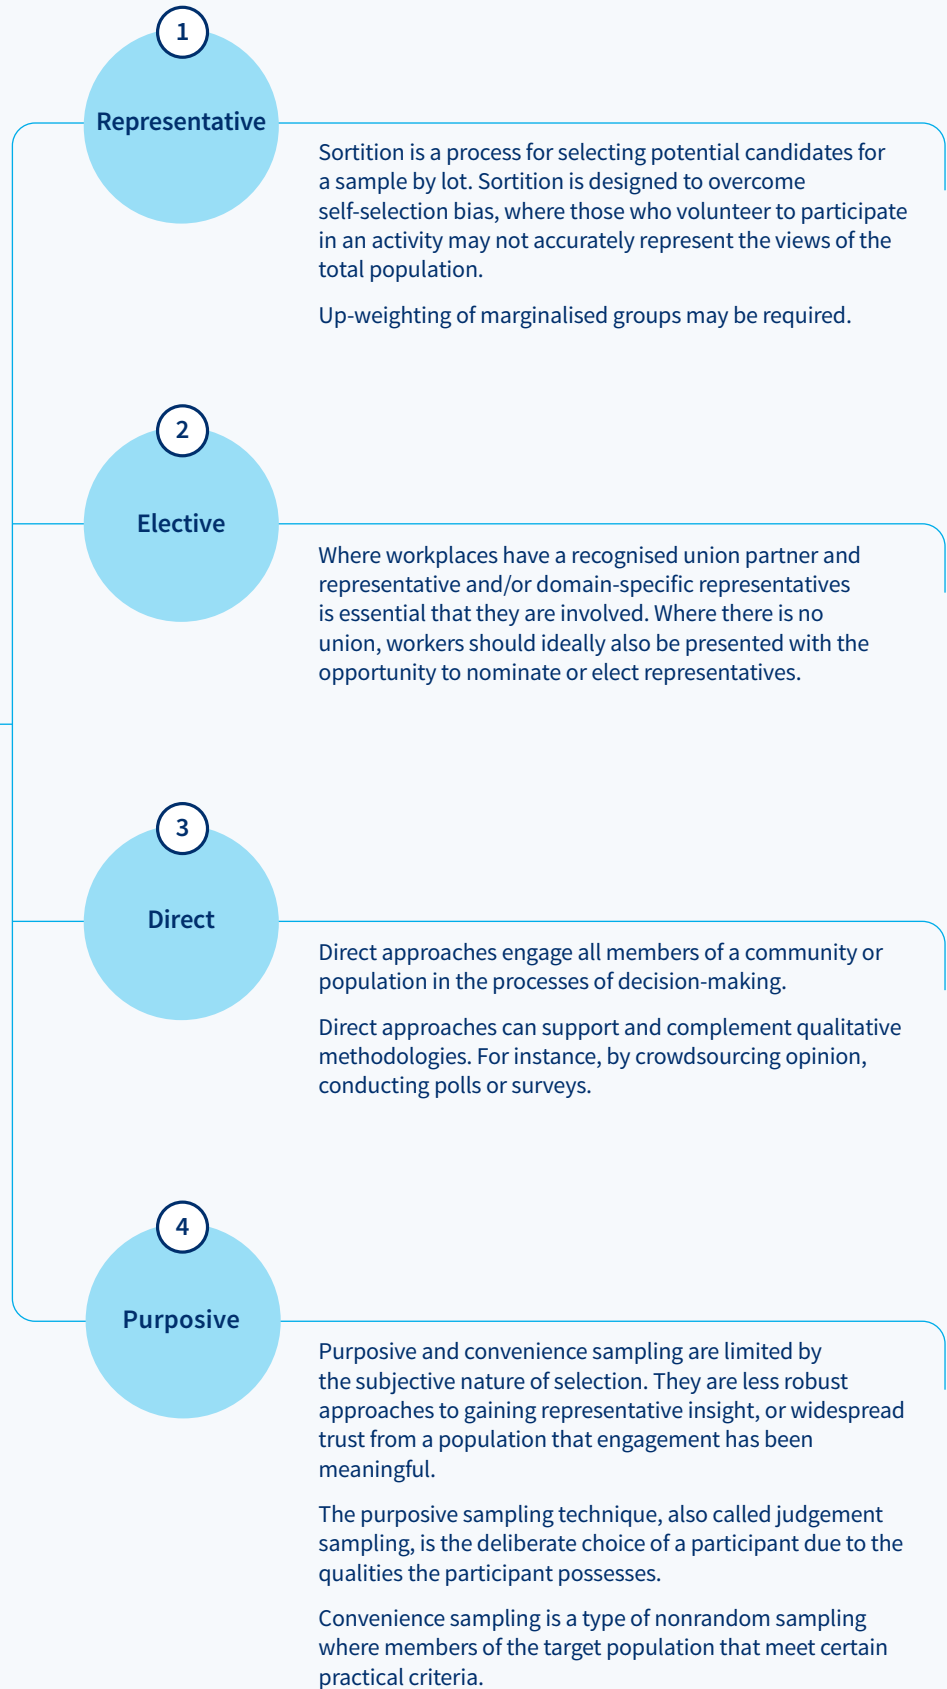 1
Representative
Sortition is a process for selecting potential candidates for
a sample by lot. Sortition is designed to overcome
self-selection bias, where those who volunteer to participate
in an activity may not accurately represent the views of the
total population.
Up-weighting of marginalised groups may be required.
2
Elective
Where workplaces have a recognised union partner and
representative and/or domain-specific representatives
is essential that they are involved. Where there is no
union, workers should ideally also be presented with the
opportunity to nominate or elect representatives.
3
Direct
Direct approaches engage all members of a community or
population in the processes of decision-making.
Direct approaches can support and complement qualitative
methodologies. For instance, by crowdsourcing opinion,
conducting polls or surveys.
4
Purposive
Purposive and convenience sampling are limited by
the subjective nature of selection. They are less robust
approaches to gaining representative insight, or widespread
trust from a population that engagement has been
meaningful.
The purposive sampling technique, also called judgement
sampling, is the deliberate choice of a participant due to the
qualities the participant possesses.
Convenience sampling is a type of nonrandom sampling
where members of the target population that meet certain
practical criteria.